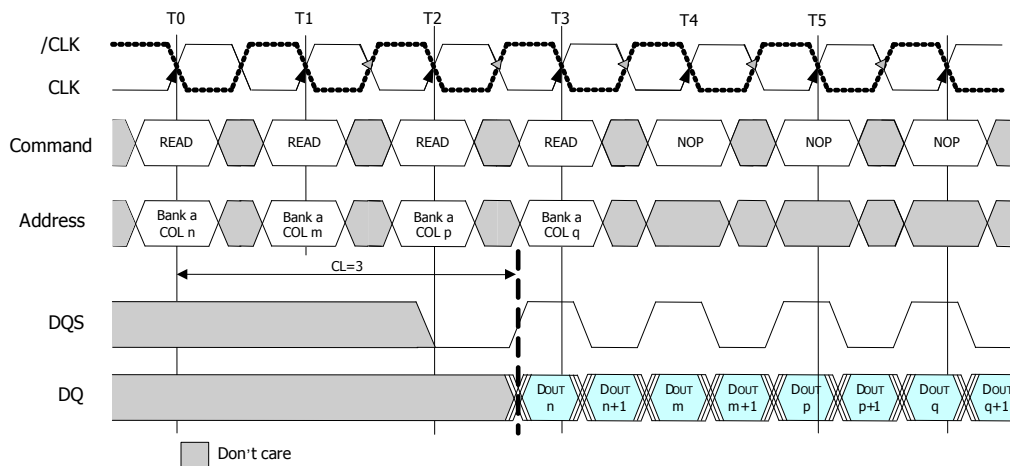 T0 T1 T2 T3 T4 T5
/CLK
CLK
Command READ READ READ READ NOP NOP NOP
Address Bank a Bank a Bank a Bank a
COL n COL m COL p COL q
CL=3
DQS
DQ DOUT DOUT DOUT DOUT DOUT DOUT DOUT DOUT
n n+1 m m+1 p p+1 q q+1
Don't care